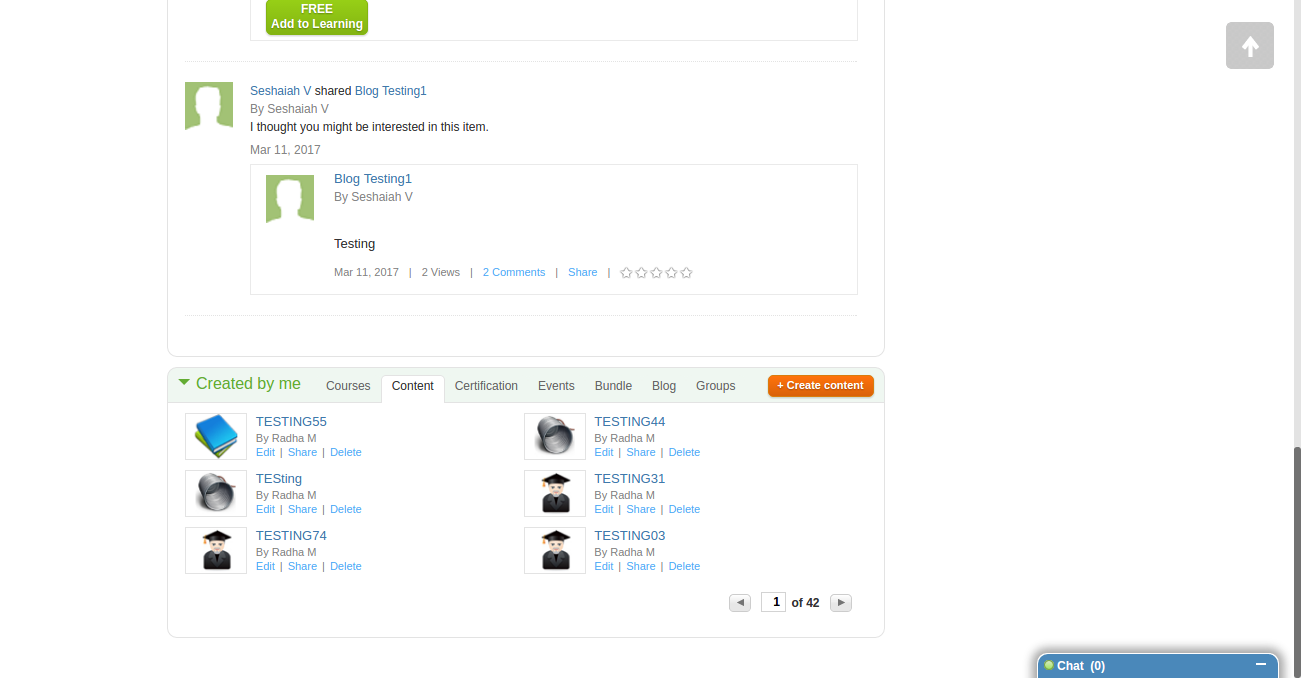 FREE
Add to Learning
Seshaiah V shared Blog Testing1
By Seshaiah V
I thought you might be interested in this item.
Mar 11, 2017
Blog Testing1
By Seshaiah V
Testing
Mar 11, 2017 | 2 Views | 2 Comments | Share |
Created by me Courses Content Certification Events Bundle Blog Groups + Create content
TESTING55
By Radha M
Edit | Share | Delete
TESTING44
By Radha M
Edit | Share | Delete
TESting
By Radha M
Edit | Share | Delete
TESTING31
By Radha M
Edit | Share | Delete
TESTING74
By Radha M
Edit | Share | Delete
TESTING03
By Radha M
Edit | Share | Delete
1 of 42
Chat (0)